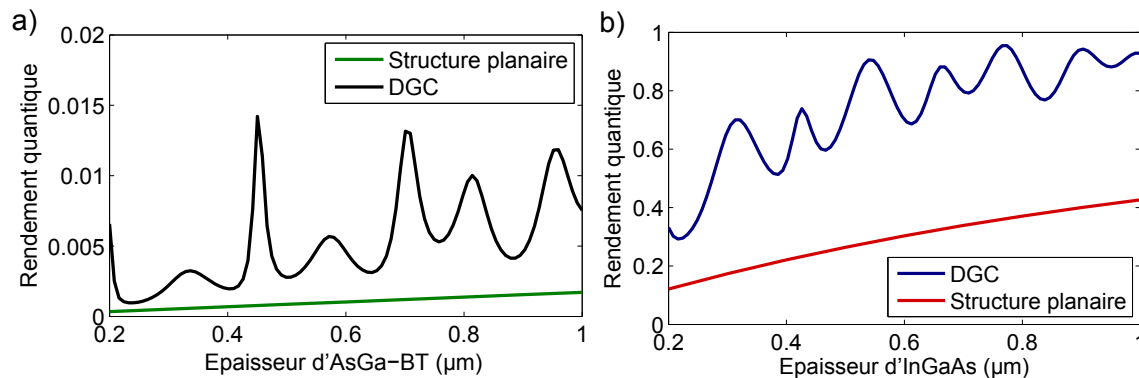 a)
0.02
0.015
0.01
0.005
0
Rendement quantique
Structure planaire
DGC
0.2 0.4 0.6 0.8 1
Epaisseur d'AsGa−BT (µm)
b)
1
0.8
0.6
0.4
0.2
0
Rendement quantique
DGC
Structure planaire
0.2 0.4 0.6 0.8 1
Epaisseur d'InGaAs (µm)